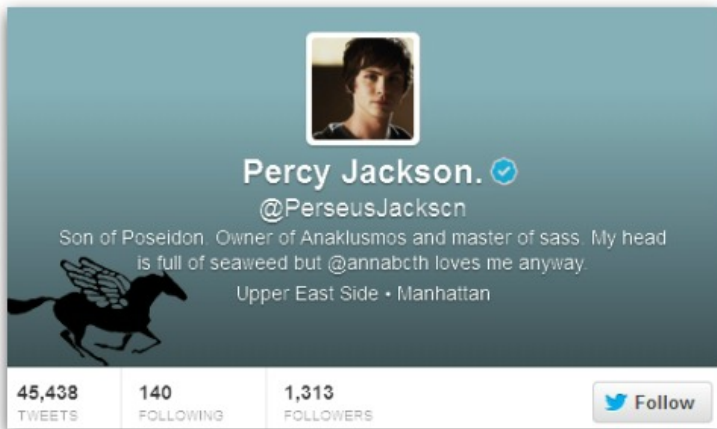 Percy Jackson.
@PerseusJackscn
Son of Poseidon. Owner of Anaklusmos and master of sass. My head
is full of seaweed but @annabcth loves me anyway.
Upper East Side • Manhattan
45,438 140 1,313
TWEETS FOLLOWING FOLLOWERS
Follow